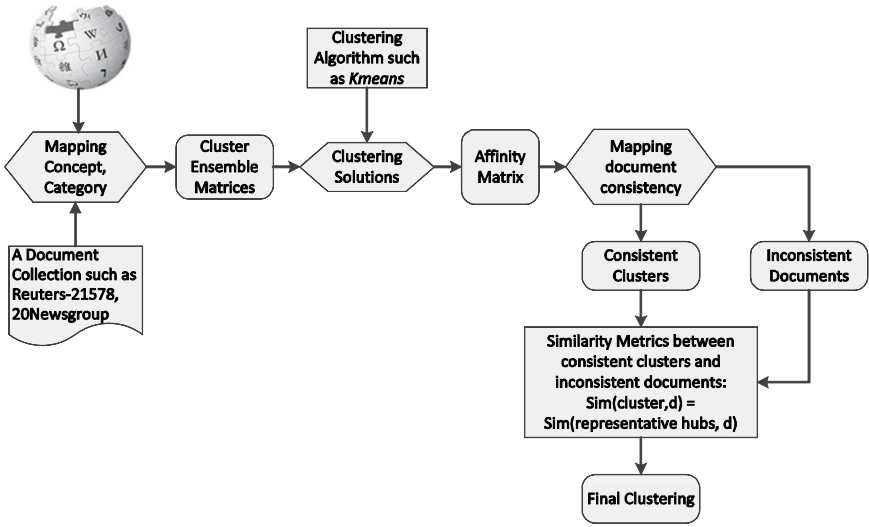 Clustering
Algorithm such
as Kmeans
Mapping
Concept,
Category
Cluster
Ensemble
Matrices
Clustering
Solutions
Affinity
Matrix
Mapping
document
consistency
A Document
Collection such as
Reuters-21578,
20Newsgroup
Consistent
Clusters
Inconsistent
Documents
Similarity Metrics between
consistent clusters and
inconsistent documents:
Sim(cluster,d) =
Sim(representative hubs, d)
Final Clustering